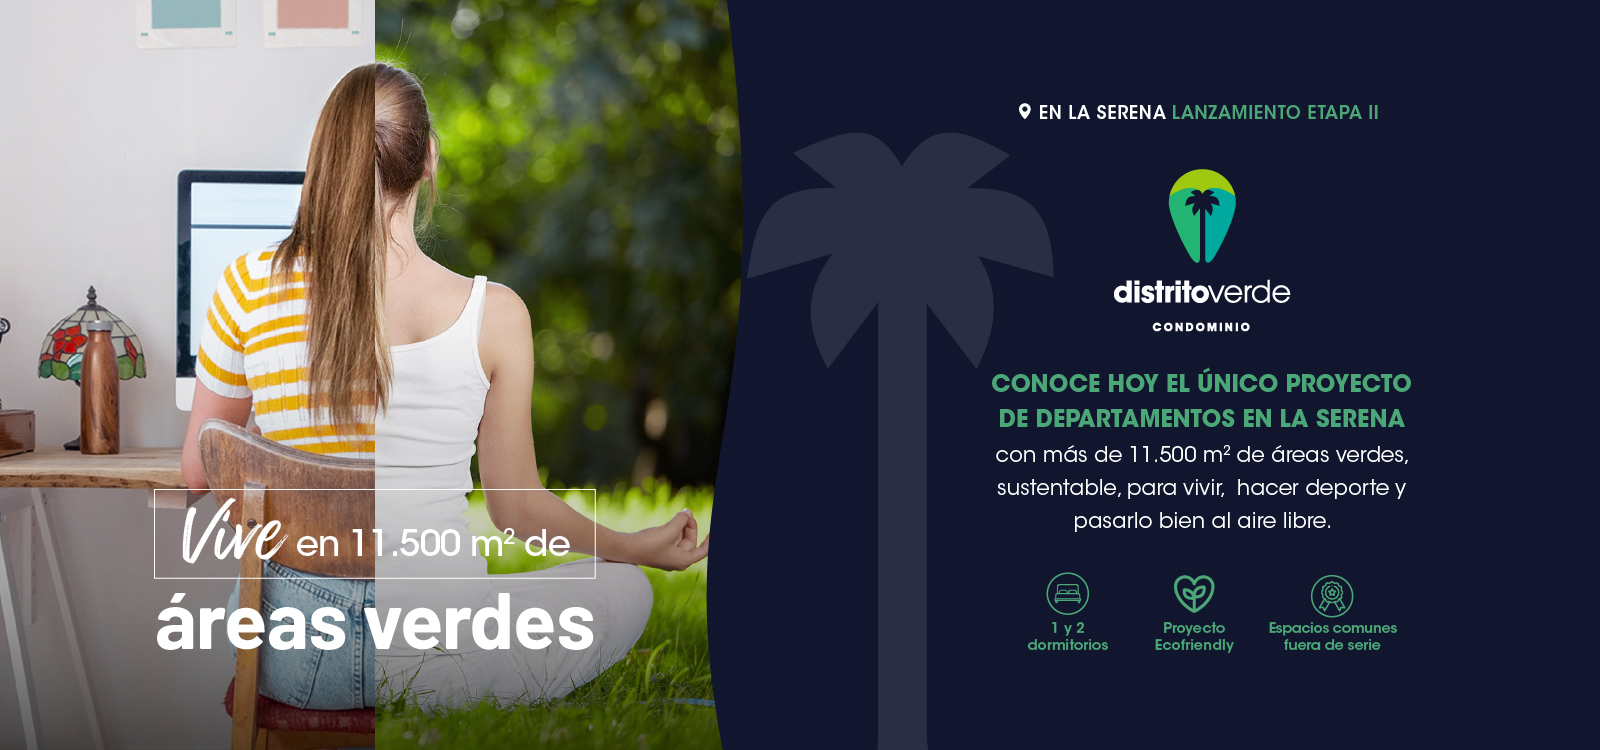 Vive en 11.500 m² de
áreas verdes
EN LA SERENA LANZAMIENTO ETAPA II
distritoverde
CONDOMINIO
CONOCE HOY EL ÚNICO PROYECTO
DE DEPARTAMENTOS EN LA SERENA
con más de 11.500 m² de áreas verdes,
sustentable, para vivir, hacer deporte y
pasarlo bien al aire libre.
1 y 2
dormitorios
Proyecto
Ecofriendly
Espacios comunes
fuera de serie